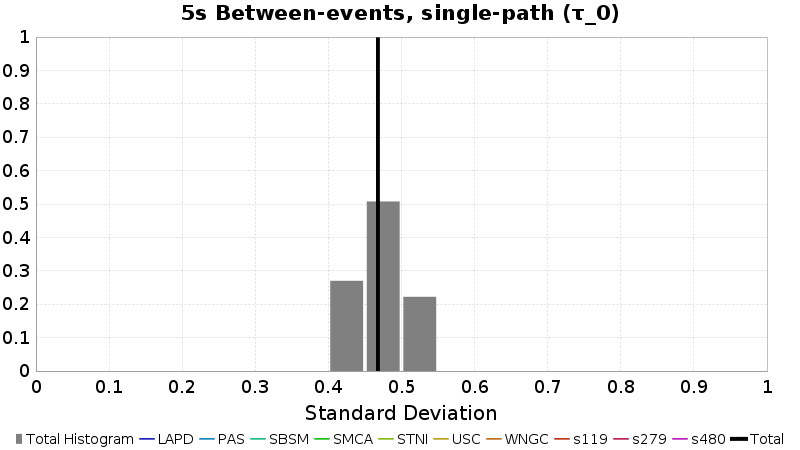 5s Between-events, single-path (τ_0)
1
0.9
0.8
0.7
0.6
0.5
0.4
0.3
0.2
0.1
0
0 0.1 0.2 0.3 0.4 0.5 0.6 0.7 0.8 0.9 1
Standard Deviation
Total Histogram LAPD PAS SBSM SMCA STNI USC WNGC s119 s279 s480 Total